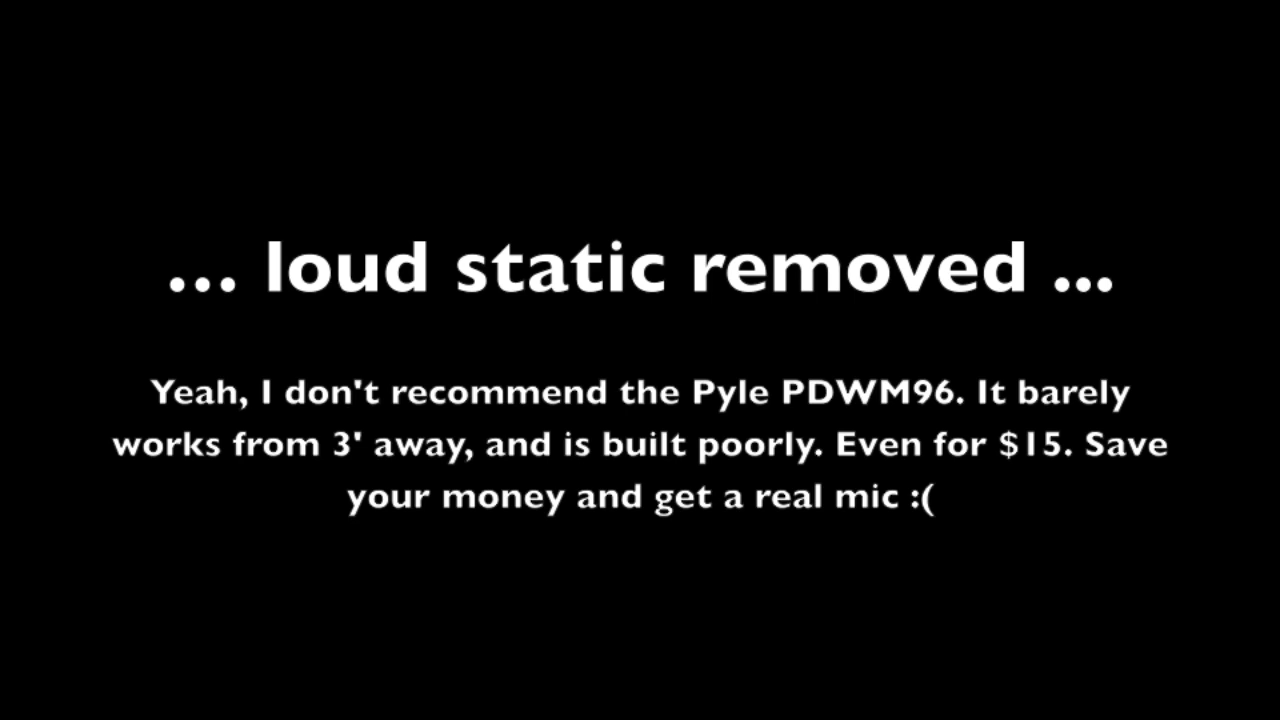 ... loud static removed ...
Yeah, I don't recommend the Pyle PDWM96. It barely
works from 3' away, and is built poorly. Even for $15. Save
your money and get a real mic :(